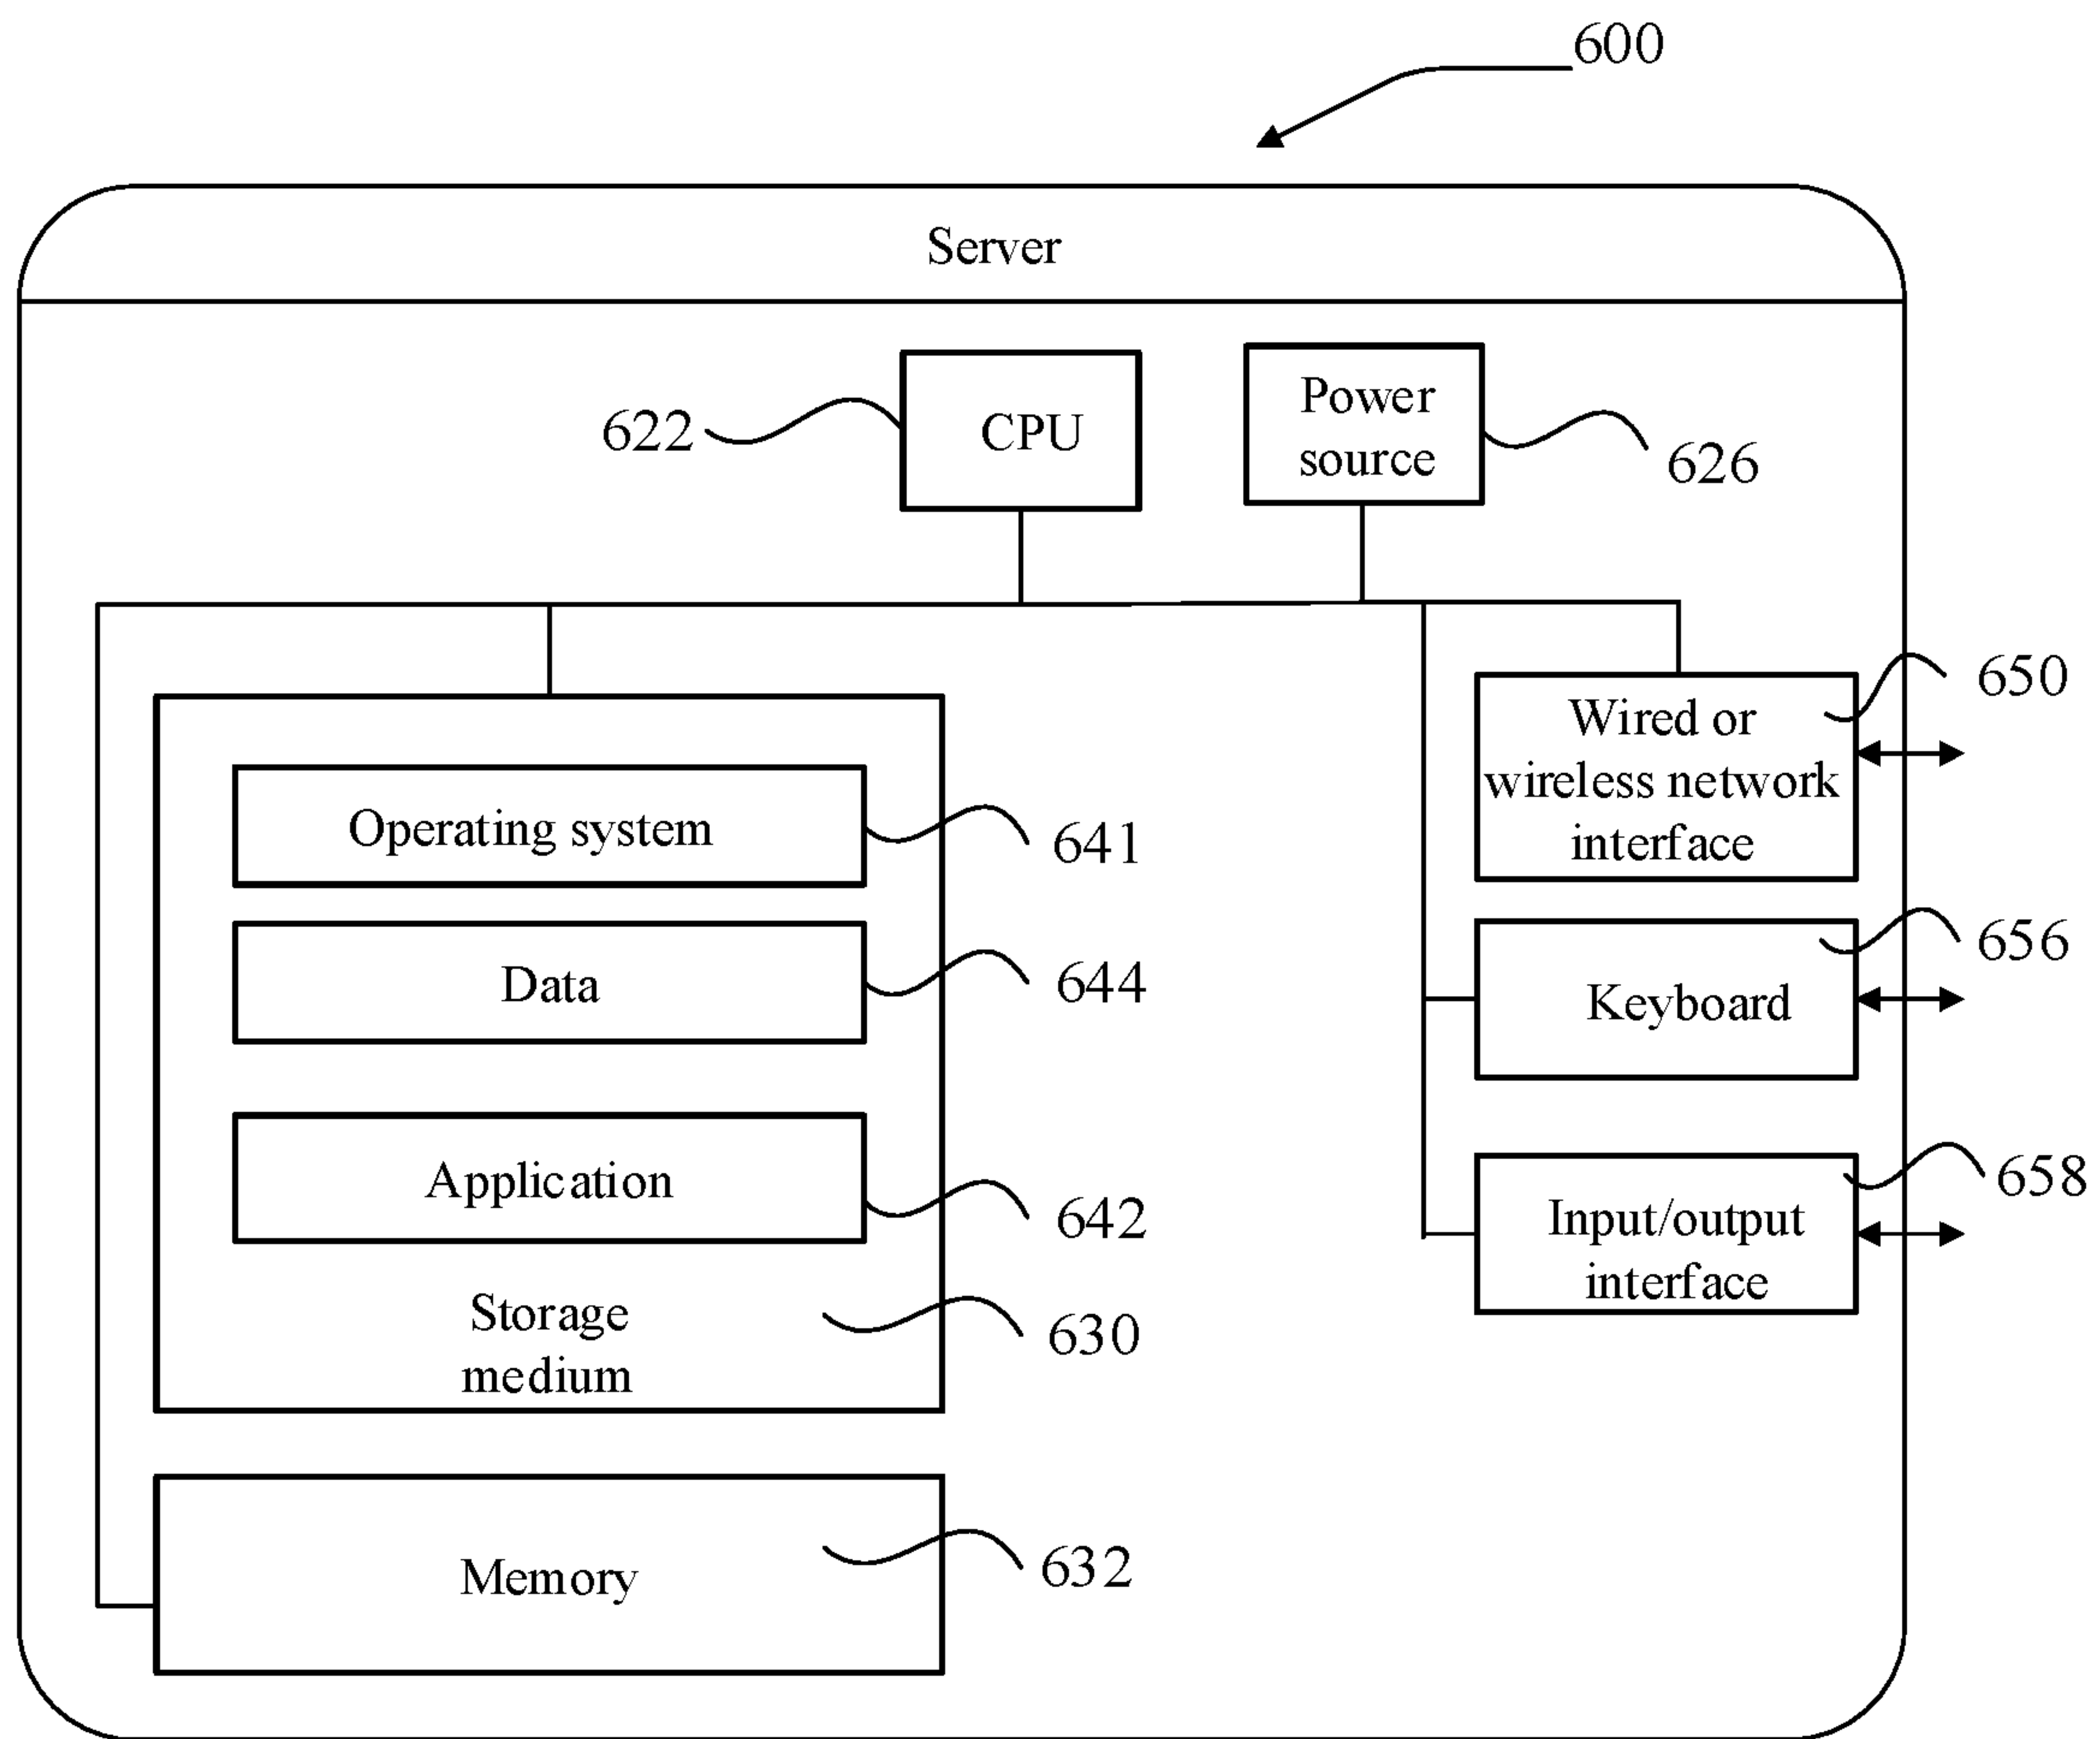 600
Server
622
CPU
Power
source
626
650
Wired or
wireless network
interface
Operating system
641
656
Keyboard
Data
644
658
Input/output
interface
Application
642
Storage
medium
630
Memory
632